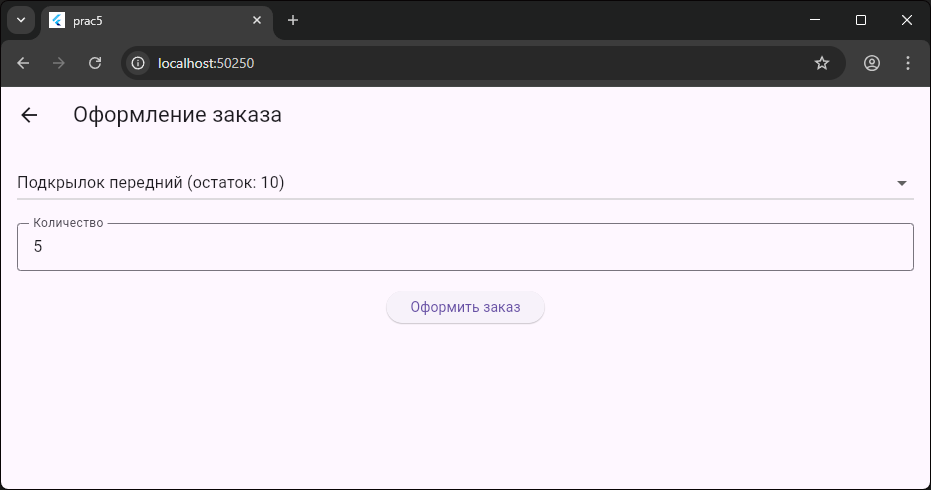 prac5
localhost:50250
Оформление заказа
Подкрылок передний (остаток: 10)
Количество
5
Оформить заказ